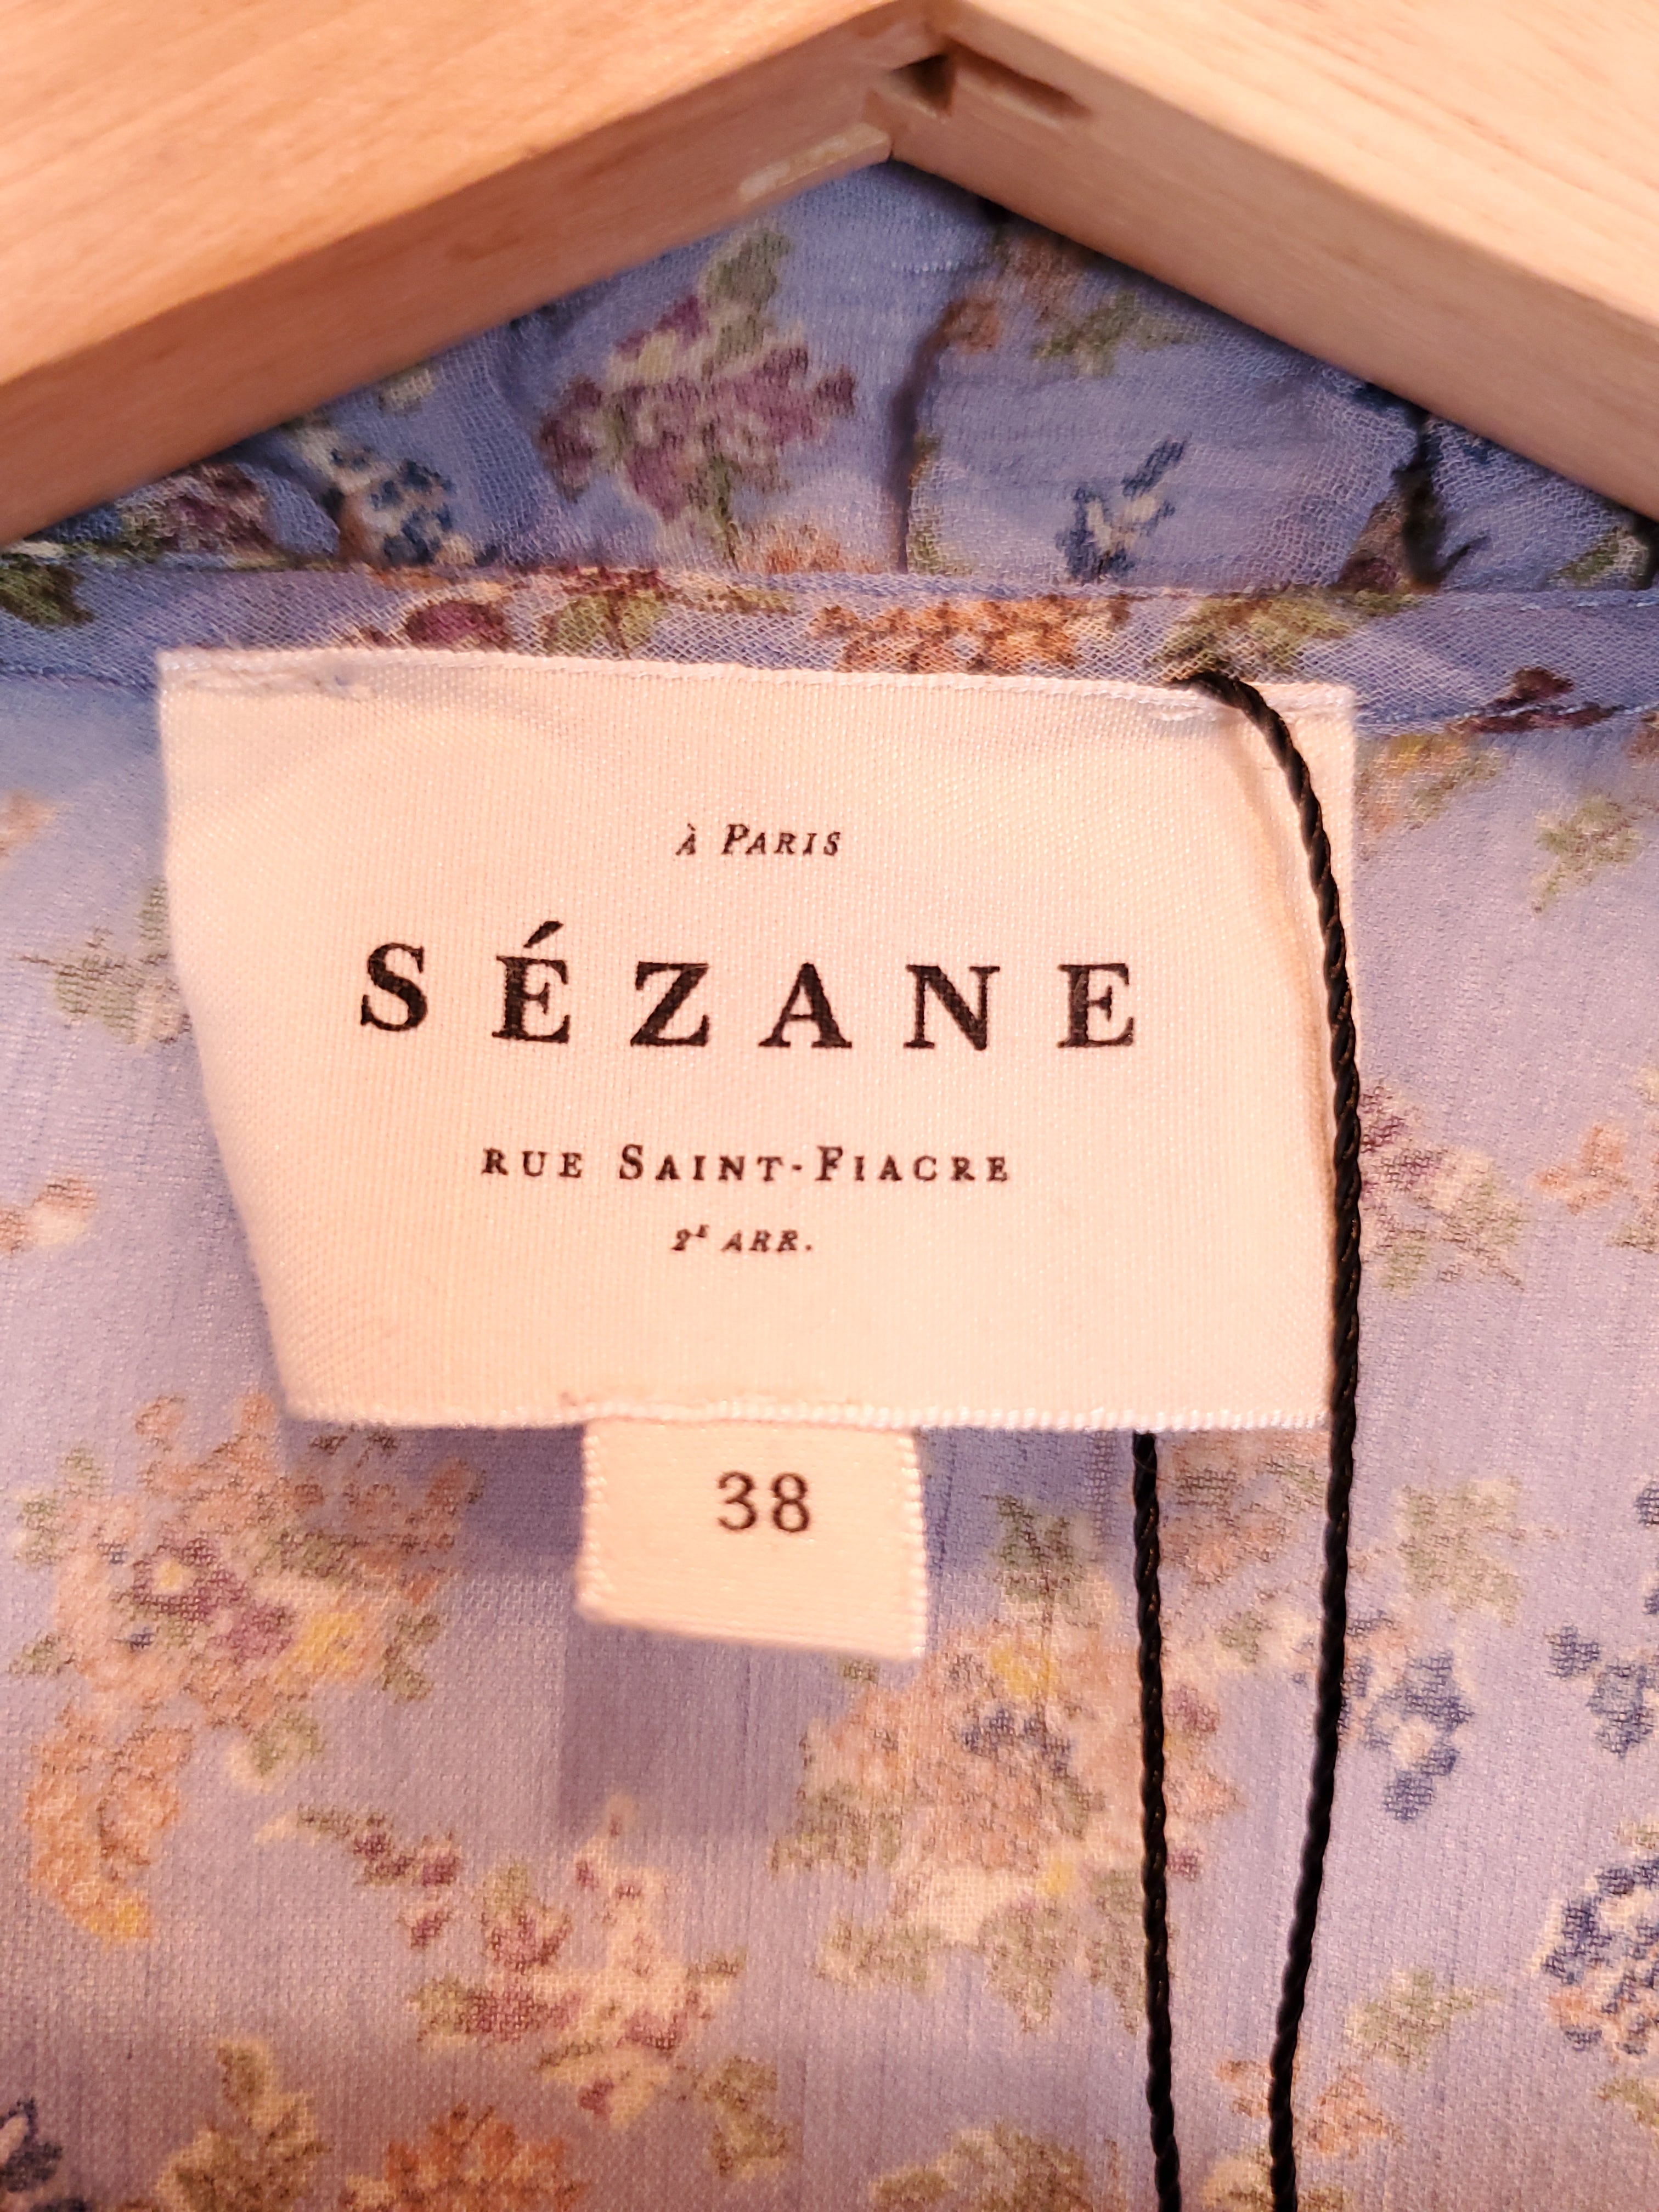 À PARIS
SÉZANE
RUE SAINT-FIACRE
2E ARR.
38